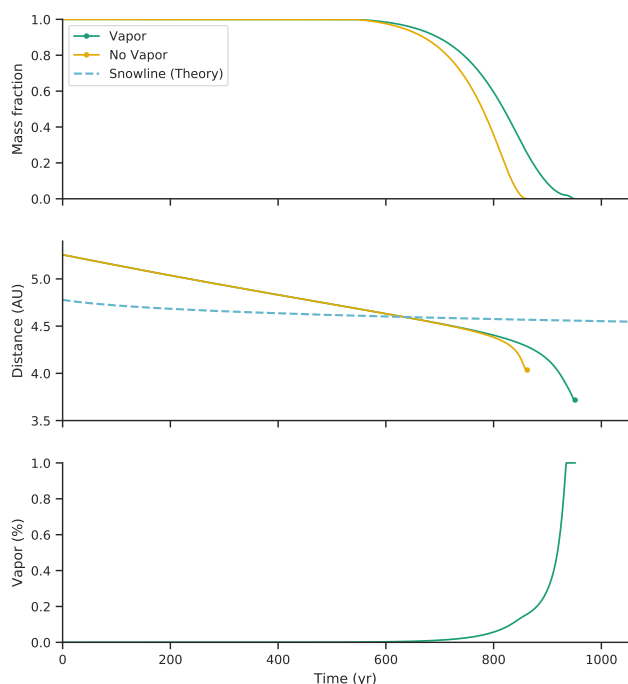 1.0
0.8
0.6
0.4
0.2
0.0
Mass fraction
Vapor
No Vapor
Snowline (Theory)
5.0
4.5
4.0
3.5
Distance (AU)
1.0
0.8
0.6
0.4
0.2
0.0
Vapor (%)
0 200 400 600 800 1000
Time (yr)